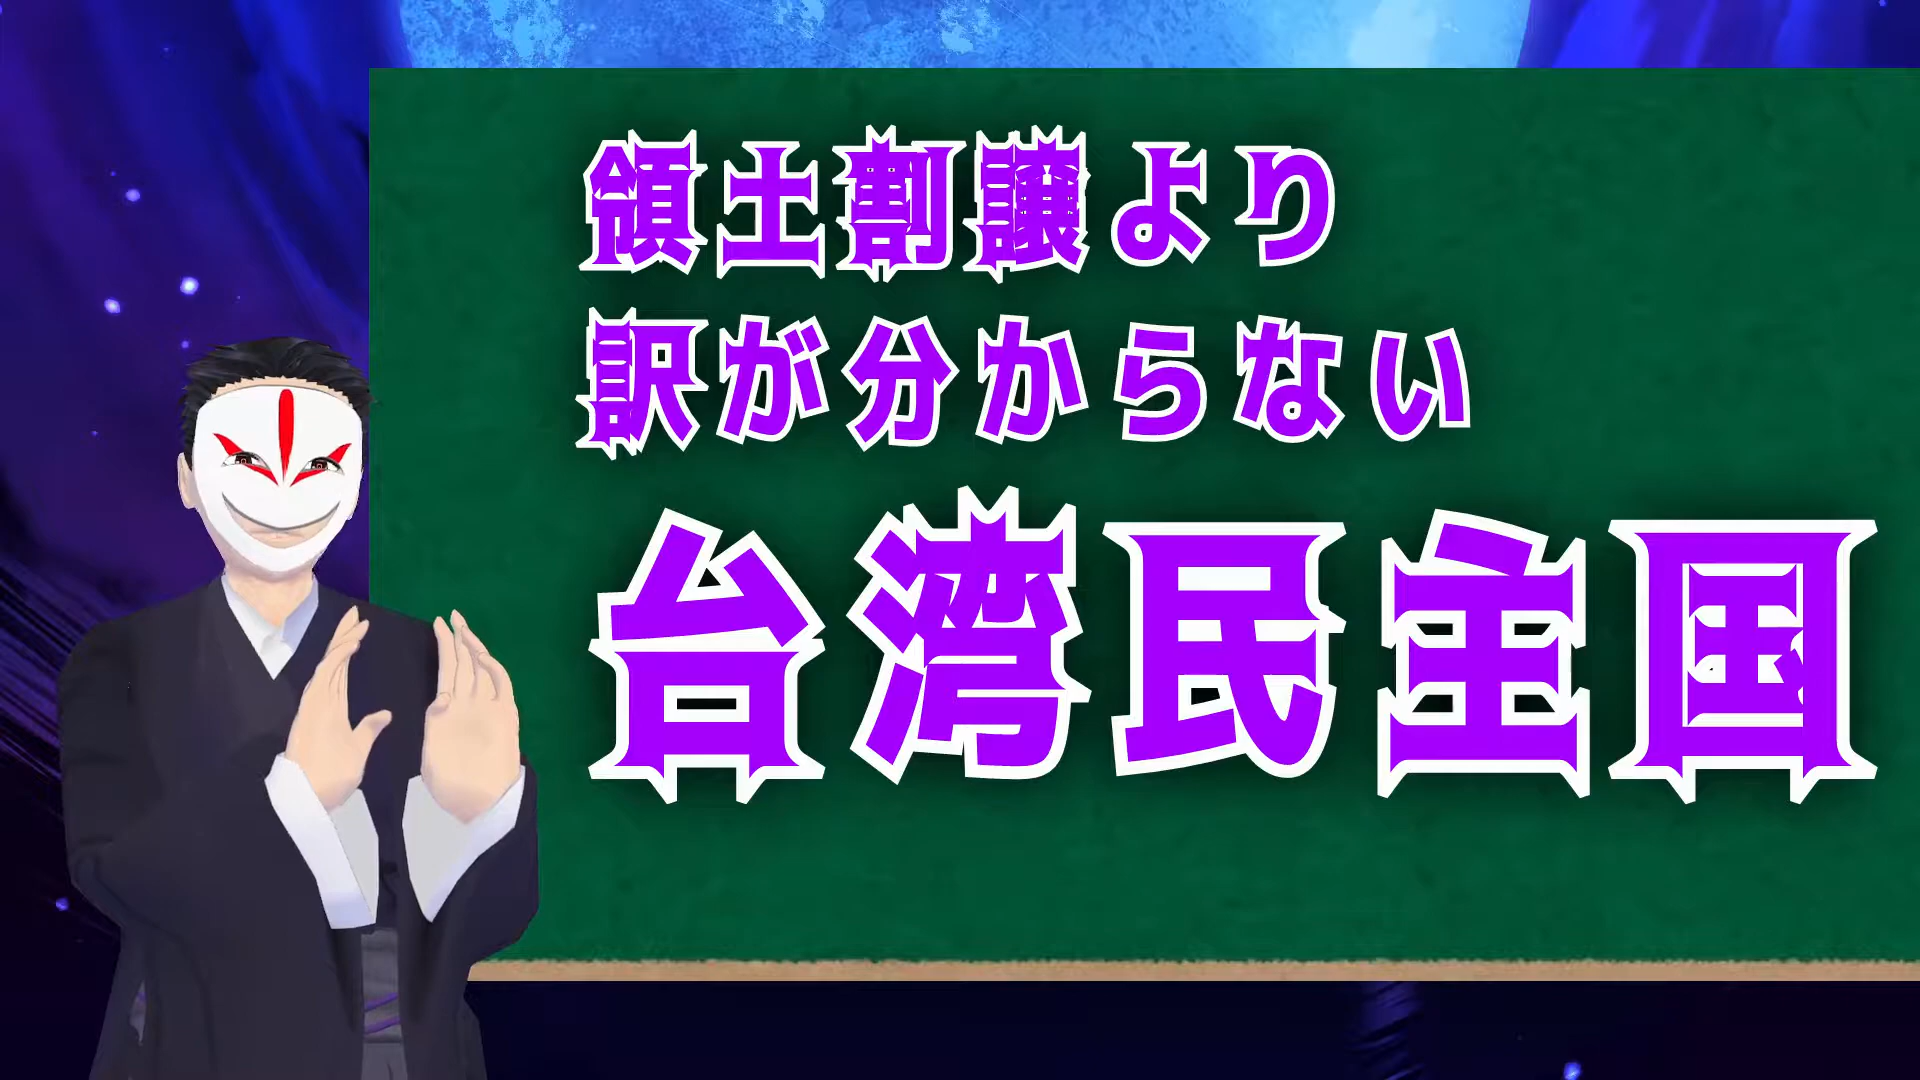 領土割譲より
訳が分からない
台湾民主国